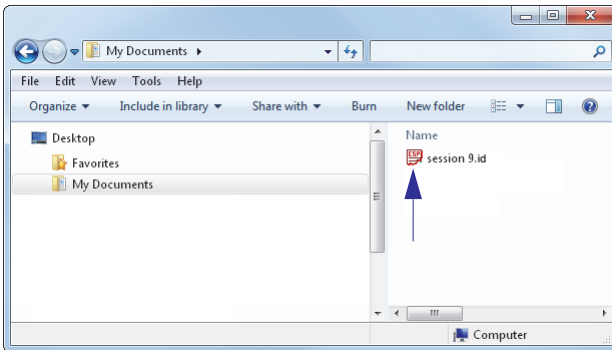 My Documents
File Edit View Tools Help
Organize Include in library Share with Burn New folder
Desktop
Favorites
My Documents
Name
CSP session 9.id
Computer